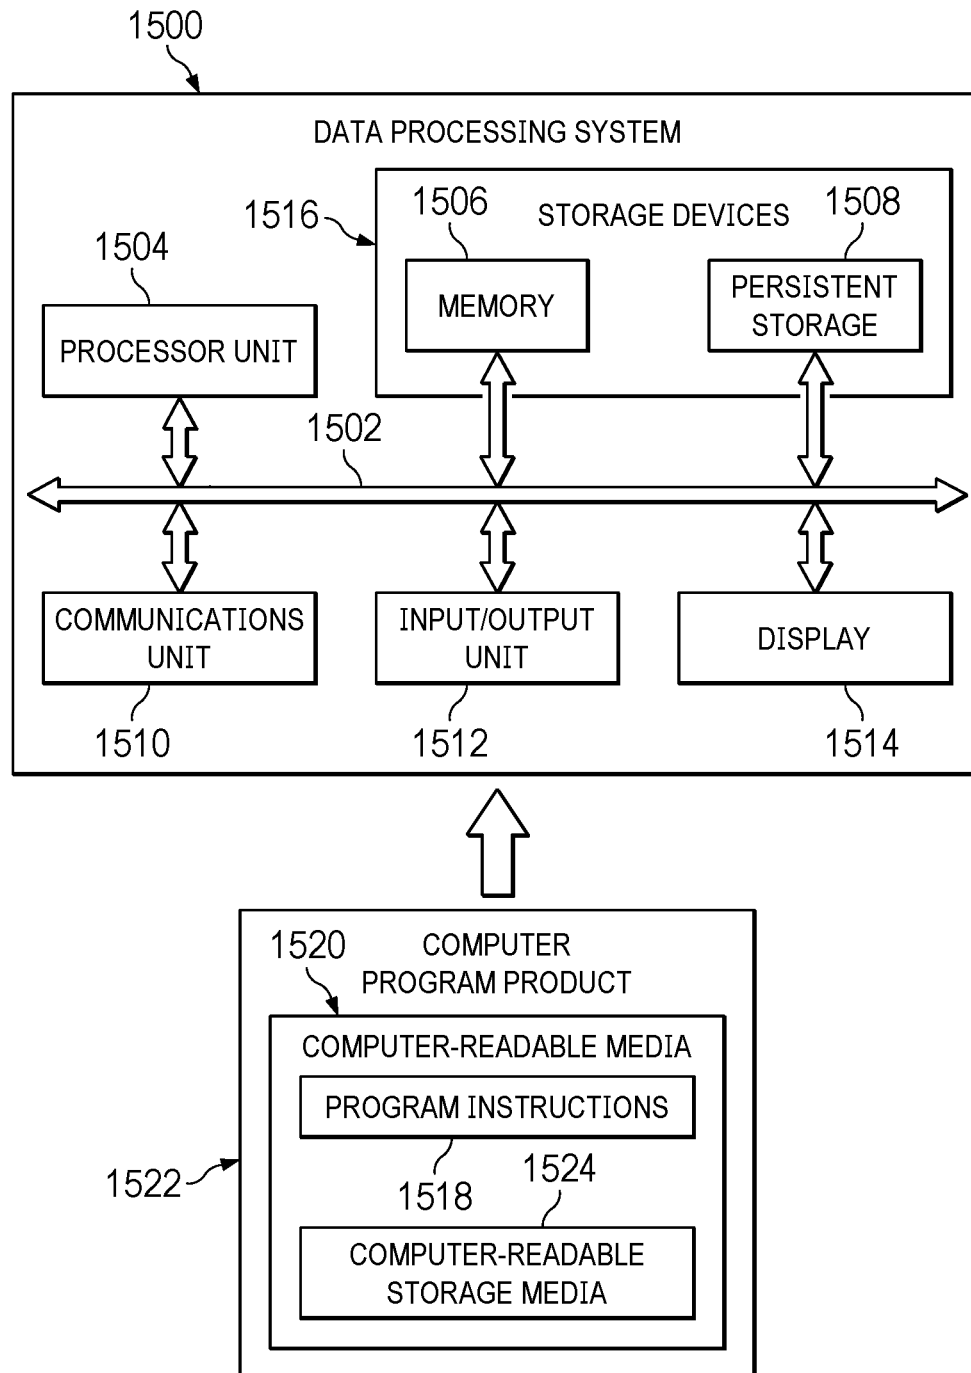 1500
DATA PROCESSING SYSTEM
1516
1506
STORAGE DEVICES
1508
1504
MEMORY
PERSISTENT
STORAGE
PROCESSOR UNIT
1502
COMMUNICATIONS
UNIT
INPUT/OUTPUT
UNIT
DISPLAY
1510
1512
1514
1520
COMPUTER
PROGRAM PRODUCT
COMPUTER-READABLE MEDIA
PROGRAM INSTRUCTIONS
1522
1518
1524
COMPUTER-READABLE
STORAGE MEDIA